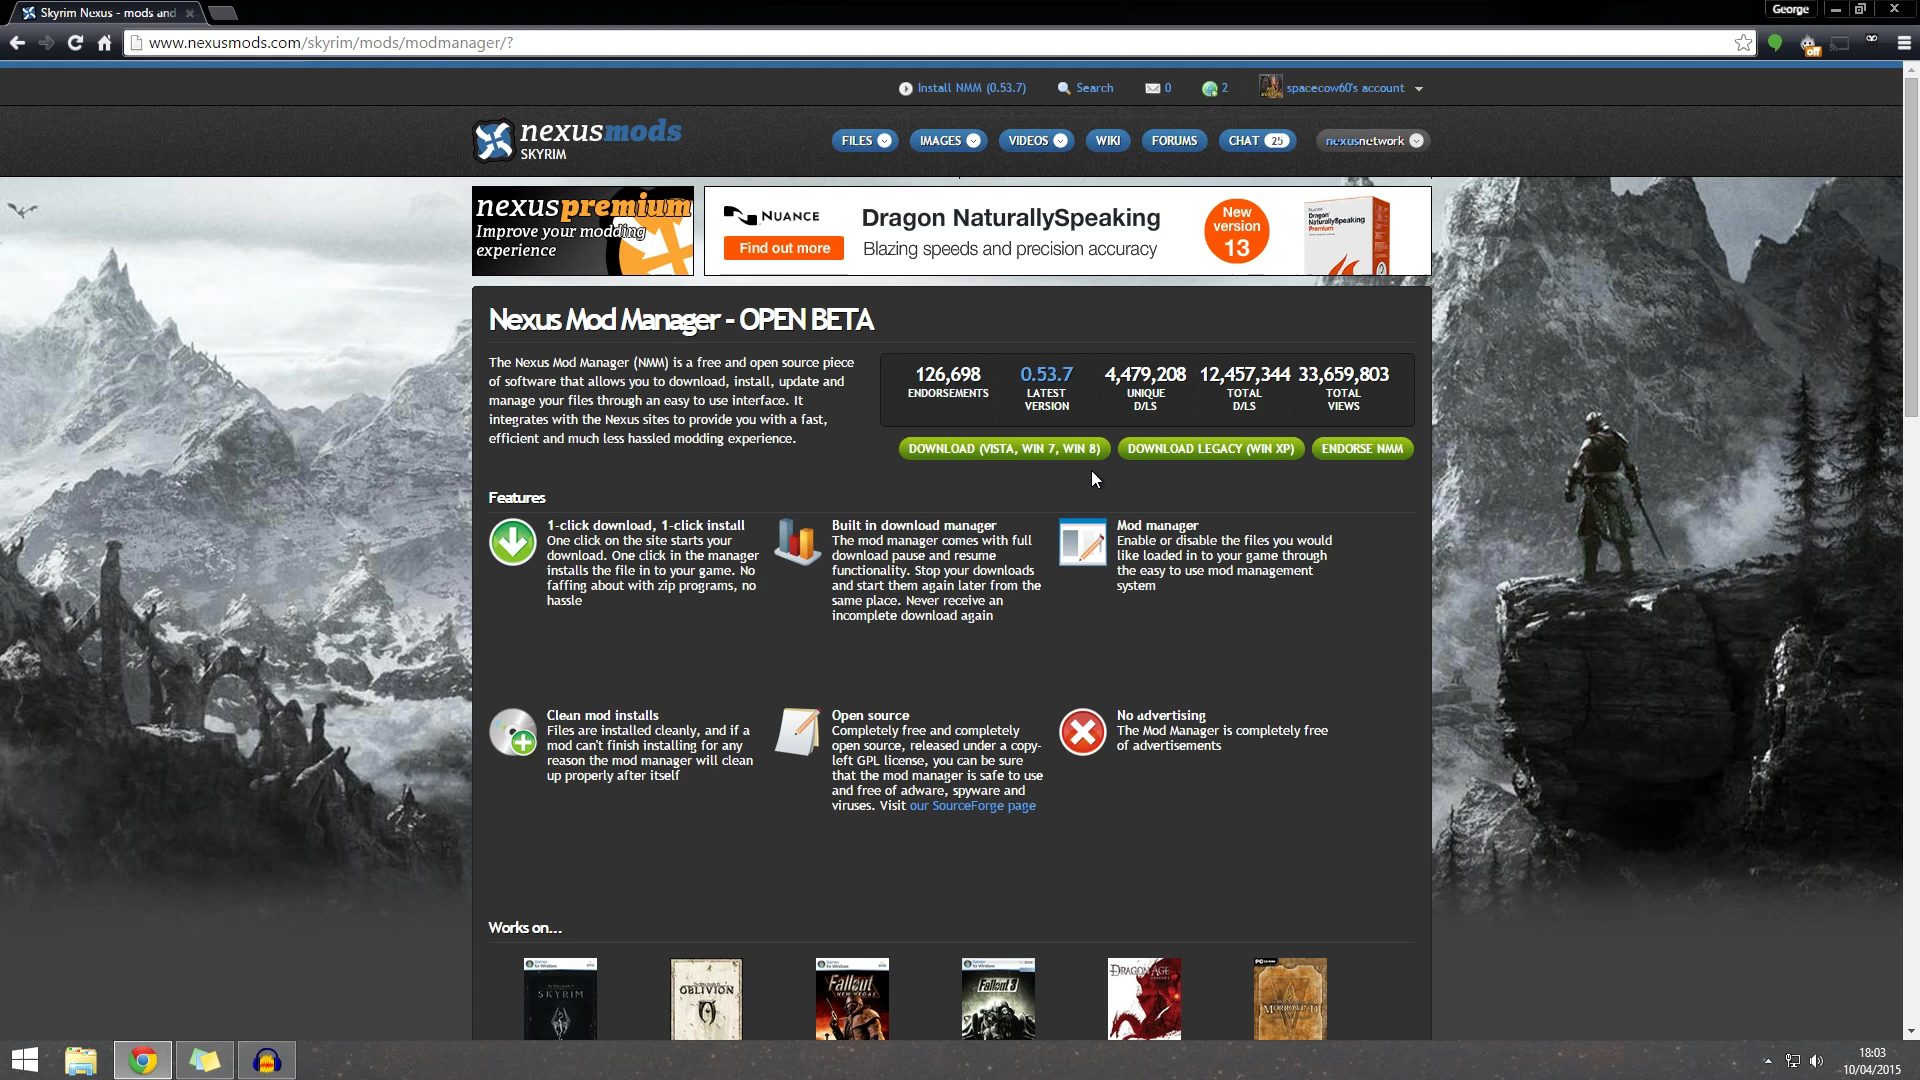 Skyrim Nexus - mods and
George
www.nexusmods.com/skyrim/mods/modmanager/?
off
Install NMM (0.53.7)
Search
0
2
spacecow60's account
nexusmods
SKYRIM
FILES
IMAGES
VIDEOS
WIKI
FORUMS
CHAT 25
nexusnetwork
nexuspremium
Improve your modding
experience
NUANCE
Find out more
Dragon NaturallySpeaking
Blazing speeds and precision accuracy
New
version
13
Dragon
NaturallySpeaking
Premium
Nexus Mod Manager - OPEN BETA
The Nexus Mod Manager (NMM) is a free and open source piece
of software that allows you to download, install, update and
manage your files through an easy to use interface. It
integrates with the Nexus sites to provide you with a fast,
efficient and much less hassled modding experience.
126,698
ENDORSEMENTS
0.53.7
LATEST
VERSION
4,479,208
UNIQUE
D/LS
12,457,344
TOTAL
D/LS
33,659,803
TOTAL
VIEWS
DOWNLOAD (VISTA, WIN 7, WIN 8)
DOWNLOAD LEGACY (WIN XP)
ENDORSE NMM
Features
1-click download, 1-click install
One click on the site starts your
download. One click in the manager
installs the file in to your game. No
faffing about with zip programs, no
hassle
Built in download manager
The mod manager comes with full
download pause and resume
functionality. Stop your downloads
and start them again later from the
same place. Never receive an
incomplete download again
Mod manager
Enable or disable the files you would
like loaded in to your game through
the easy to use mod management
system
Clean mod installs
Files are installed cleanly, and if a
mod can't finish installing for any
reason the mod manager will clean
up properly after itself
Open source
Completely free and completely
open source, released under a copy-
left GPL license, you can be sure
that the mod manager is safe to use
and free of adware, spyware and
viruses. Visit our SourceForge page
No advertising
The Mod Manager is completely free
of advertisements
Works on...
SKYRIM
OBLIVION
Fallout
NEW VEGAS
Fallout 3
DRAGON AGE
MORROWIND
18:03
10/04/2015